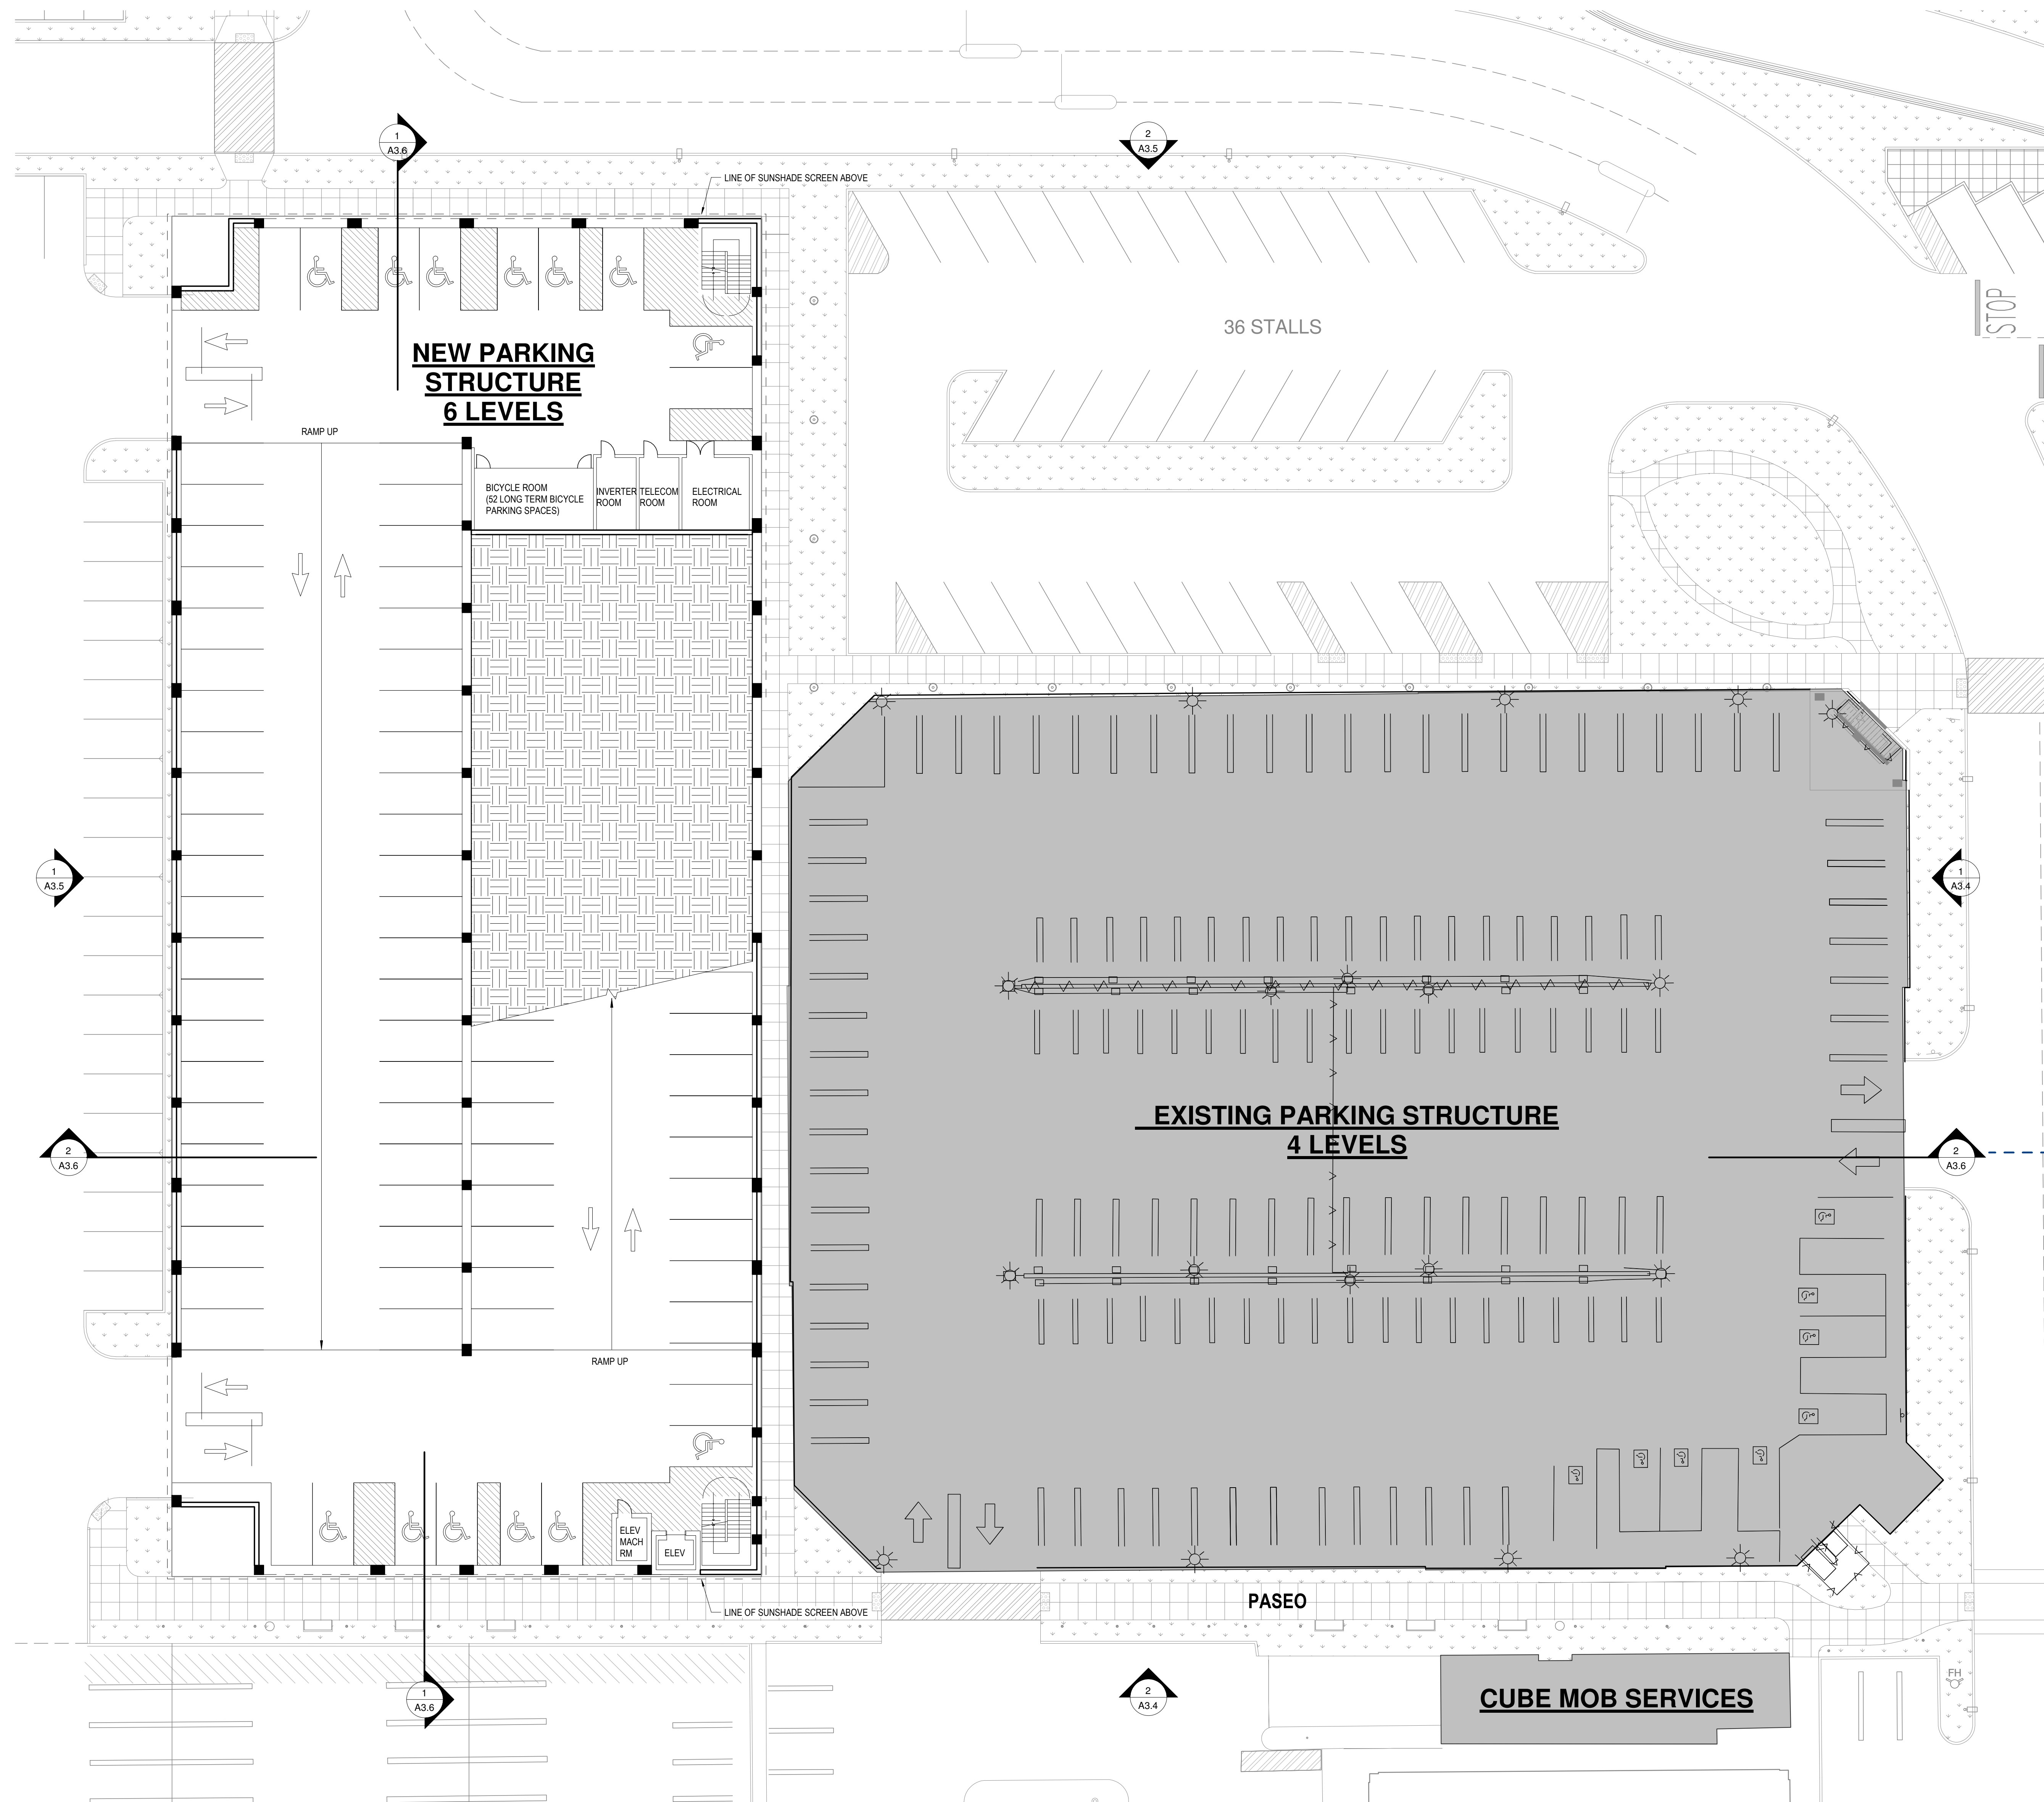 1
A3.6
2
A3.5
LINE OF SUNSHADE SCREEN ABOVE
STOP
36 STALLS
NEW PARKING
STRUCTURE
6 LEVELS
RAMP UP
BICYCLE ROOM
(52 LONG TERM BICYCLE
PARKING SPACES)
INVERTER
ROOM
TELECOM
ROOM
ELECTRICAL
ROOM
1
A3.5
1
A3.4
EXISTING PARKING STRUCTURE
4 LEVELS
2
A3.6
2
A3.6
RAMP UP
ELEV
MACH
RM
ELEV
LINE OF SUNSHADE SCREEN ABOVE
PASEO
1
A3.6
2
A3.4
CUBE MOB SERVICES
FH